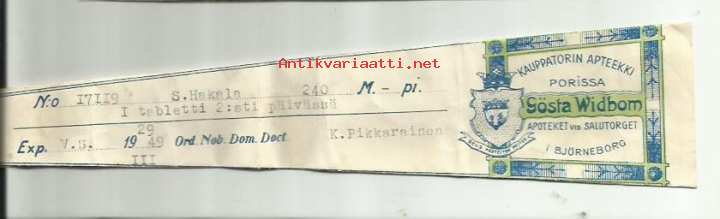 Antikvariaatti.net
N:o 17119 S.Hakala 240 M.- pi.
I tabletti 2:sti päivässä
29
Exp. V.S. 19 49 Ord. Nob. Dom. Doct. K.Pikkarainen
III
KAUPPATORIN APTEEKKI
PORISSA
Gösta Widbom
APOTEKET VID SALUTORGET
I BJÖRNEBORG